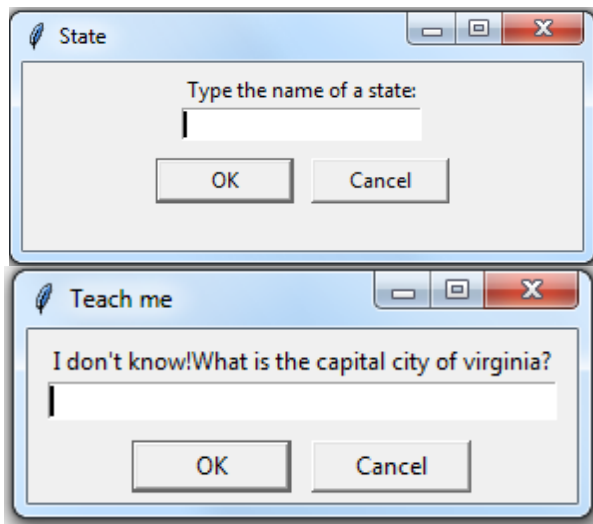 State
Type the name of a state:
OK Cancel
Teach me
I don't know!What is the capital city of virginia?
OK Cancel